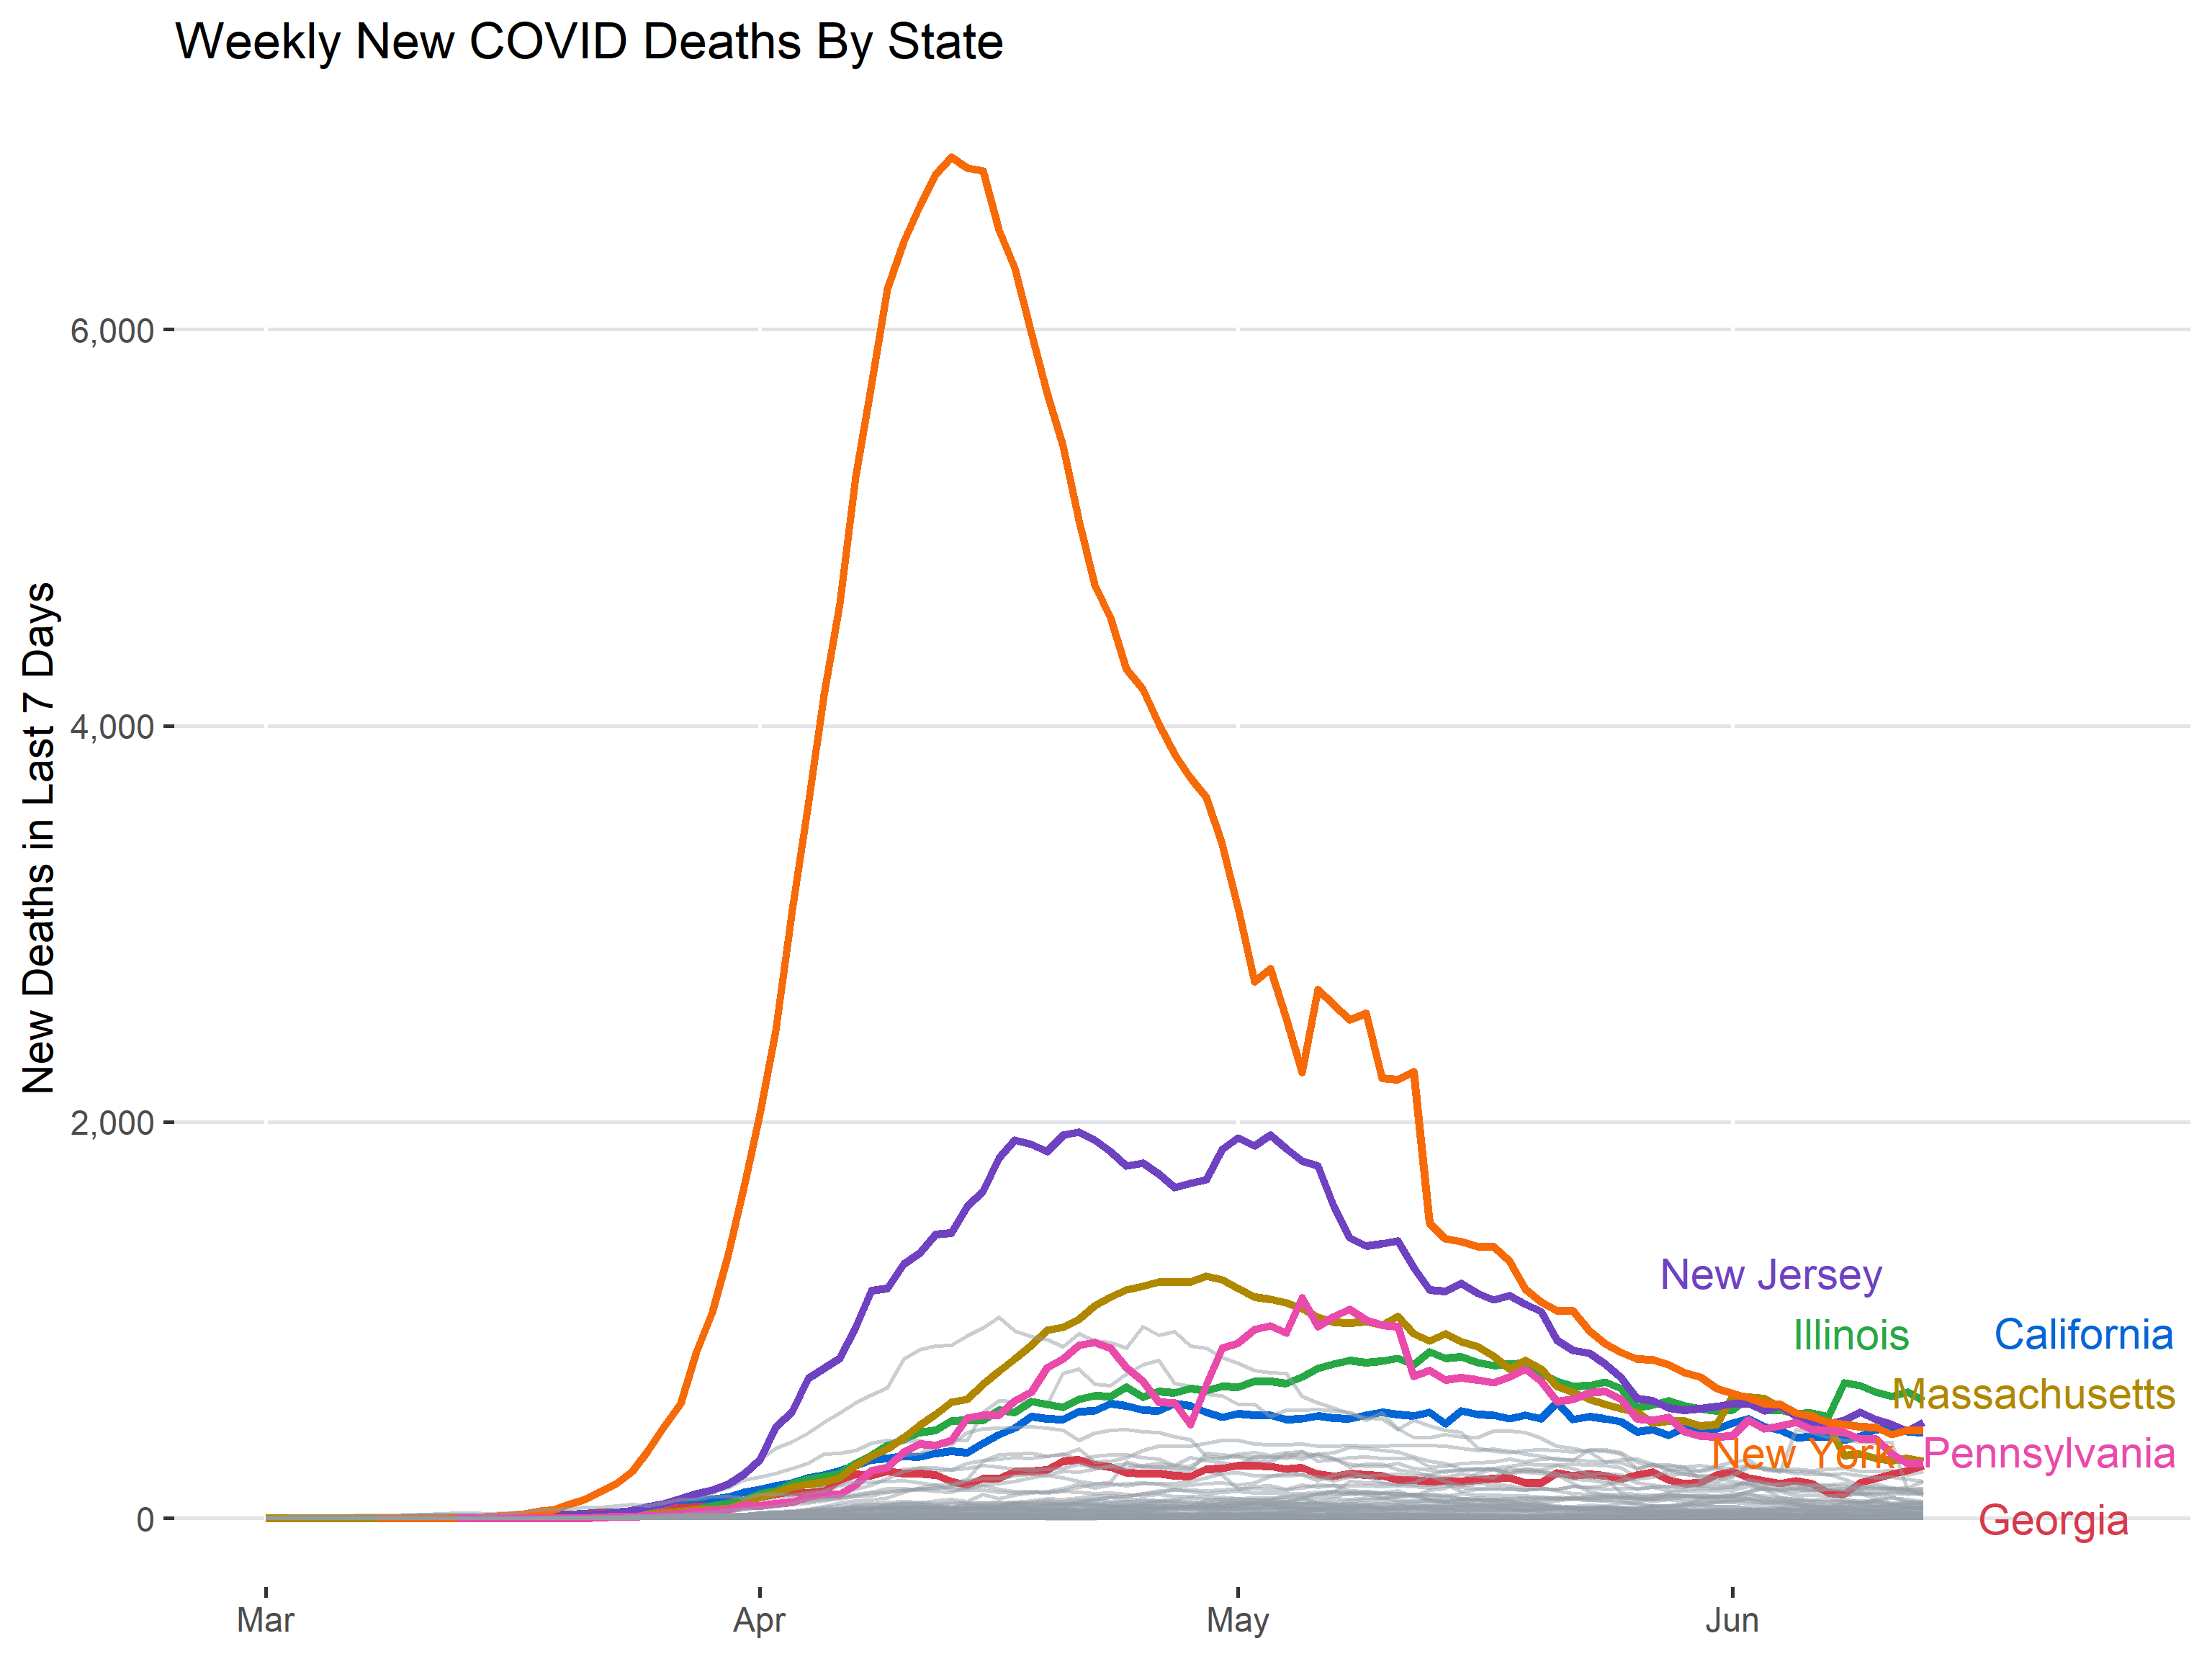 Weekly New COVID Deaths By State
New Deaths in Last 7 Days
6,000
4,000
2,000
0
New Jersey
Illinois
California
Massachusetts
New York
Pennsylvania
Georgia
Mar
Apr
May
Jun